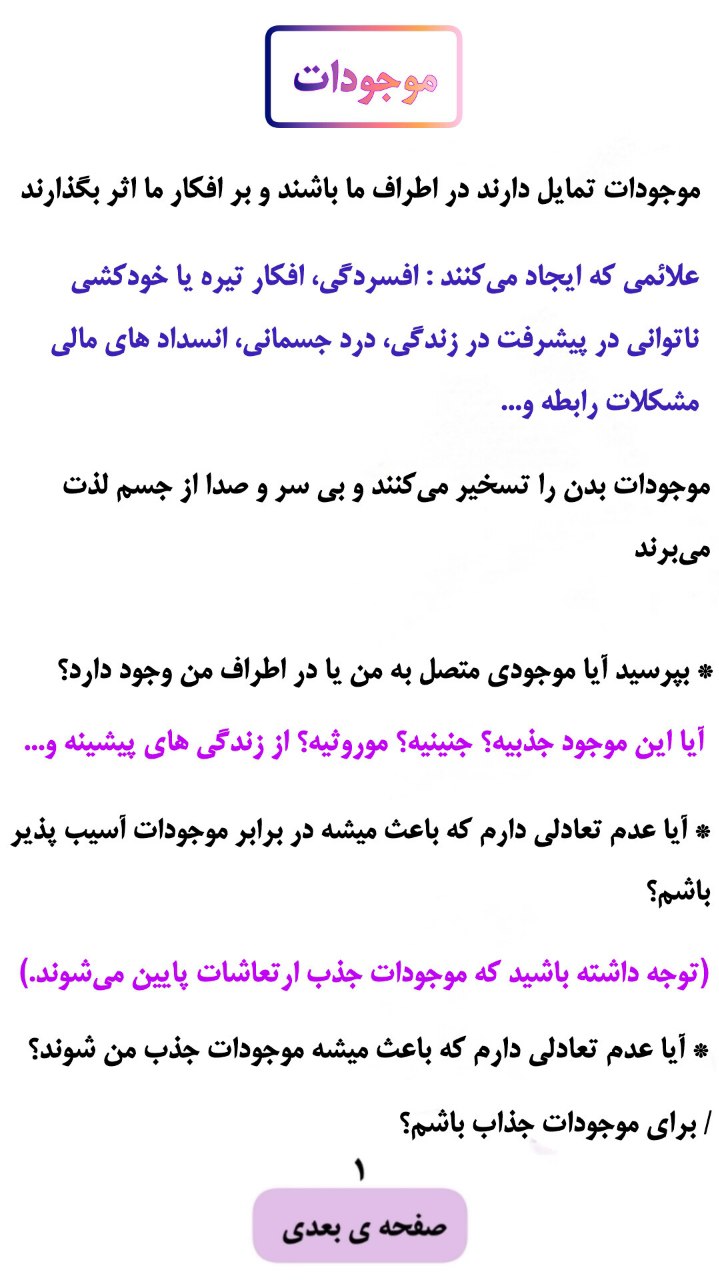 موجودات
موجودات تمایل دارند در اطراف ما باشند و بر افکار ما اثر بگذارند
علائمی که ایجاد می‌کنند : افسردگی، افکار تیره یا خودکشی
ناتوانی در پیشرفت در زندگی، درد جسمانی، انسداد های مالی
مشکلات رابطه و...
موجودات بدن را تسخیر می‌کنند و بی سر و صدا از جسم لذت
می‌برند
* بپرسید آیا موجودی متصل به من یا در اطراف من وجود دارد؟
آیا این موجود جذبیه؟ جنینیه؟ موروثیه؟ از زندگی های پیشینه و...
* آیا عدم تعادلی دارم که باعث میشه در برابر موجودات آسیب پذیر
باشم؟
(توجه داشته باشید که موجودات جذب ارتعاشات پایین می‌شوند.)
* آیا عدم تعادلی دارم که باعث میشه موجودات جذب من شوند؟
/ برای موجودات جذاب باشم؟
۱
صفحه ی بعدی